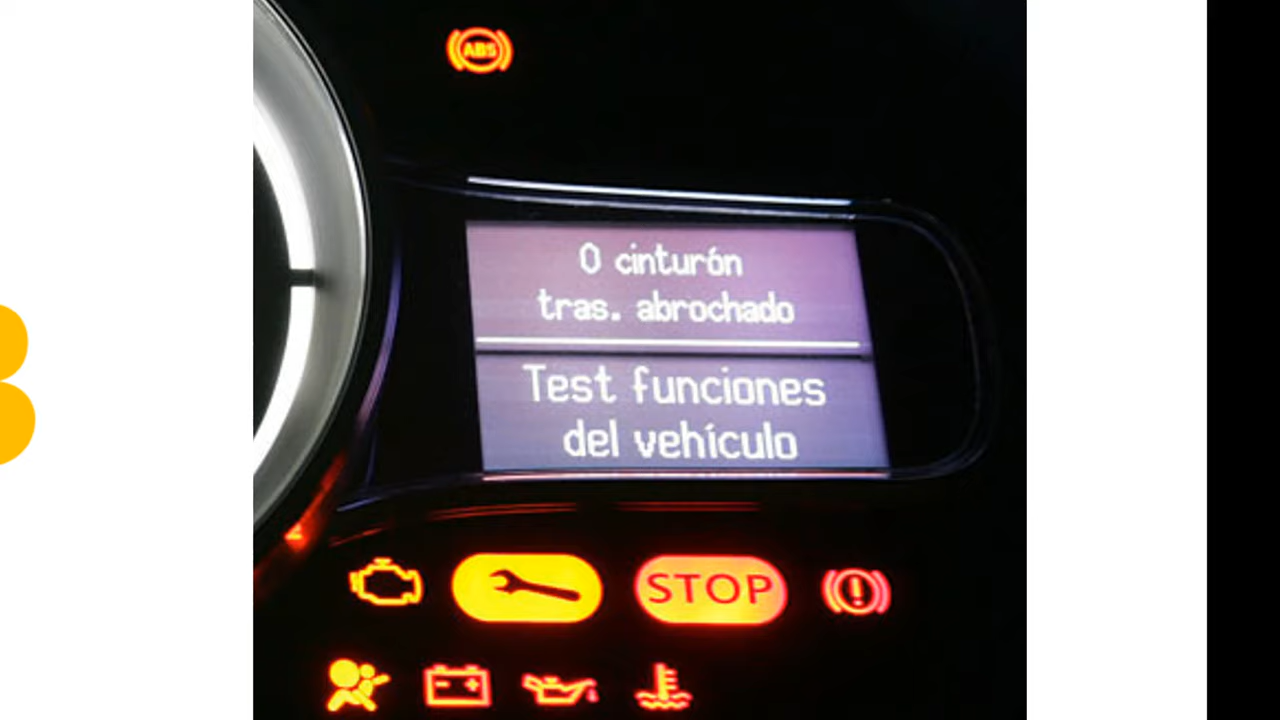 ABS
0 cinturón
tras. abrochado
Test funciones
del vehículo
STOP